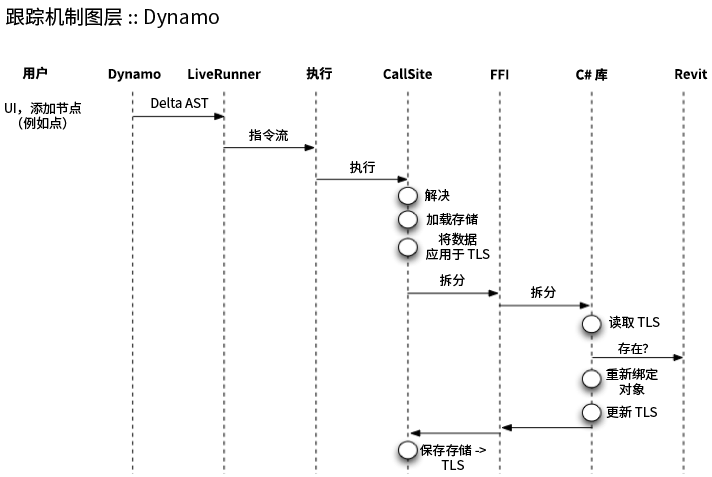 跟踪机制图层 :: Dynamo
用户 Dynamo LiveRunner 执行 CallSite FFI C# 库 Revit
UI，添加节点
（例如点）
Delta AST
指令流
执行
解决
加载存储
将数据
应用于 TLS
拆分
拆分
读取 TLS
存在？
重新绑定
对象
更新 TLS
保存存储 ->
TLS